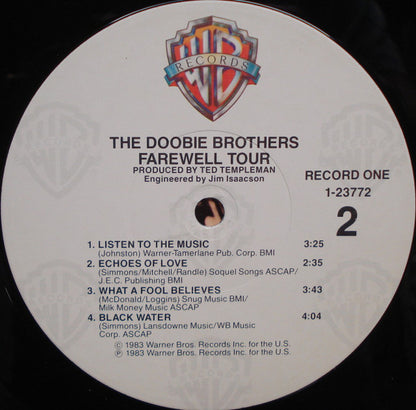 WB
RECORDS
THE DOOBIE BROTHERS
FAREWELL TOUR
PRODUCED BY TED TEMPLEMAN
Engineered by Jim Isaacson
RECORD ONE
1-23772
2
1. LISTEN TO THE MUSIC 3:25
(Johnston) Warner-Tamerlane Pub. Corp. BMI
2. ECHOES OF LOVE 2:35
(Simmons/Mitchell/Randle) Soquel Songs ASCAP/
J.E.C. Publishing BMI
3. WHAT A FOOL BELIEVES 3:43
(McDonald/Loggins) Snug Music BMI/
Milk Money Music ASCAP
4. BLACK WATER 4:04
(Simmons) Lansdowne Music/WB Music
Corp. ASCAP
© 1983 Warner Bros. Records Inc. for the U.S.
℗ 1983 Warner Bros. Records Inc. for the U.S.